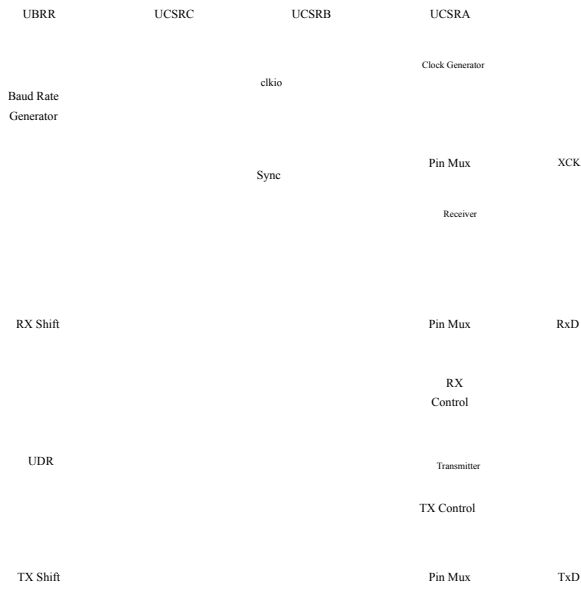 UBRR UCSRC UCSRB UCSRA
Clock Generator
clkio
Baud Rate
Generator
Pin Mux XCK
Sync
Receiver
RX Shift Pin Mux RxD
RX
Control
UDR
Transmitter
TX Control
TX Shift Pin Mux TxD